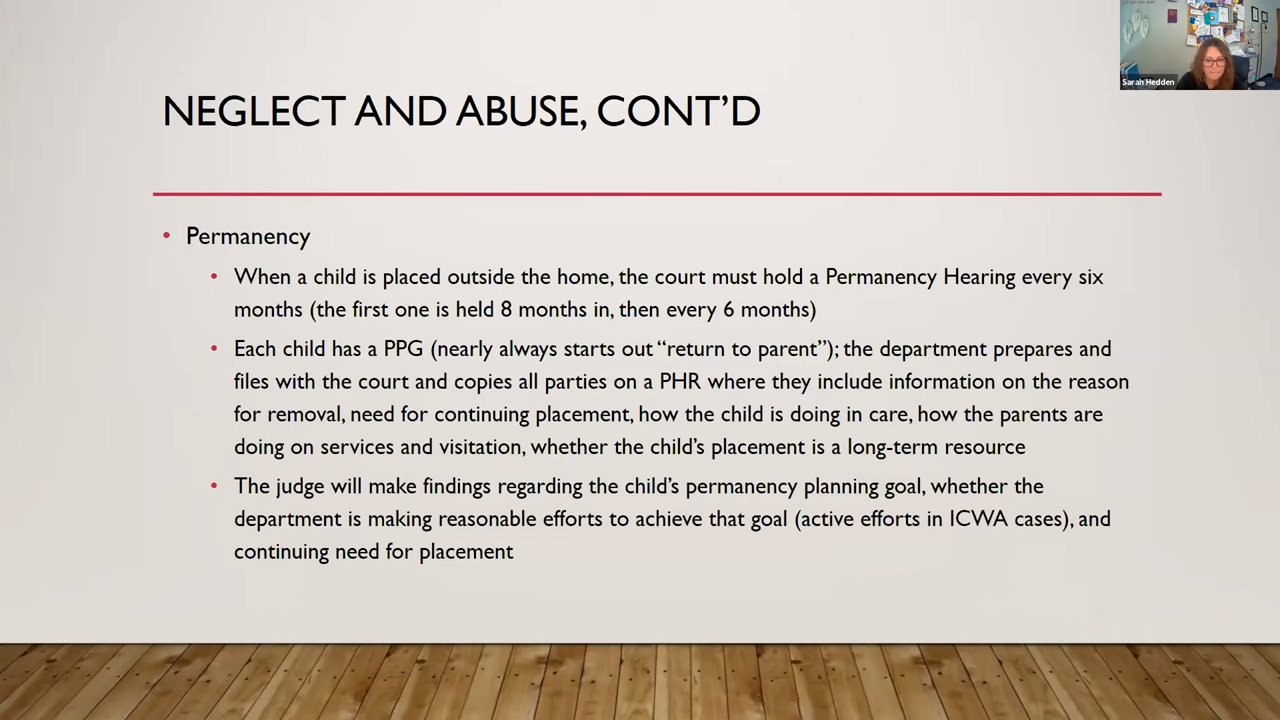 Sarah Hedden
NEGLECT AND ABUSE, CONT’D
• Permanency
• When a child is placed outside the home, the court must hold a Permanency Hearing every six
months (the first one is held 8 months in, then every 6 months)
• Each child has a PPG (nearly always starts out “return to parent”); the department prepares and
files with the court and copies all parties on a PHR where they include information on the reason
for removal, need for continuing placement, how the child is doing in care, how the parents are
doing on services and visitation, whether the child’s placement is a long-term resource
• The judge will make findings regarding the child’s permanency planning goal, whether the
department is making reasonable efforts to achieve that goal (active efforts in ICWA cases), and
continuing need for placement